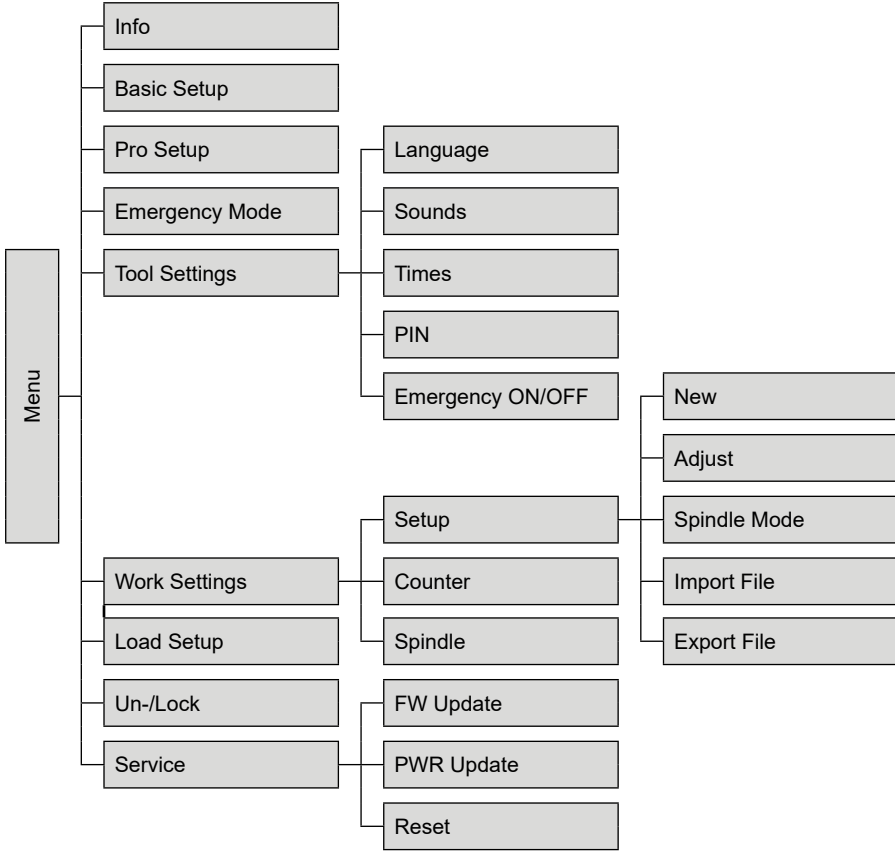 Menu
Info
Basic Setup
Pro Setup
Emergency Mode
Tool Settings
Language
Sounds
Times
PIN
Emergency ON/OFF
Work Settings
Setup
New
Adjust
Spindle Mode
Import File
Export File
Counter
Spindle
Load Setup
Un-/Lock
Service
FW Update
PWR Update
Reset